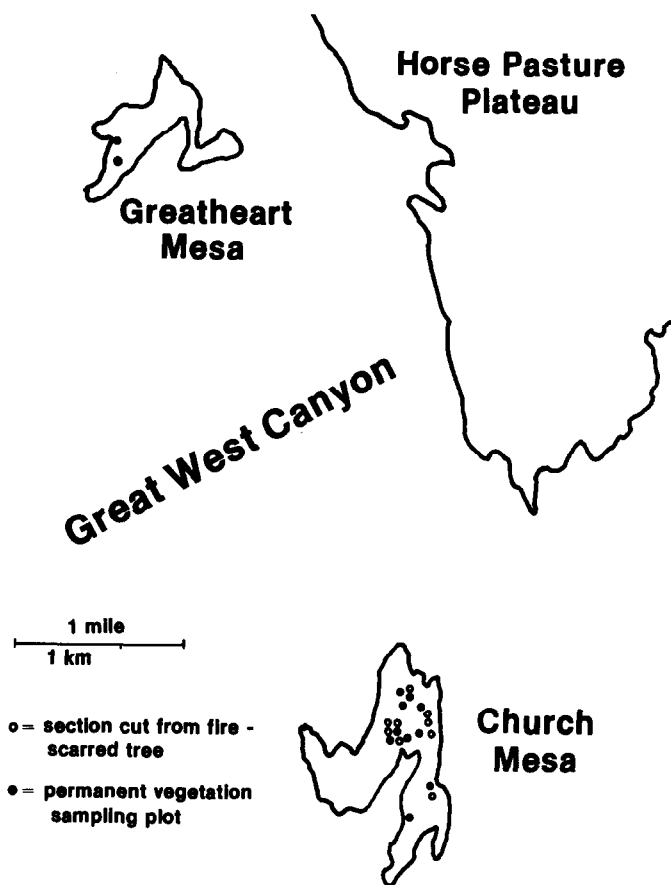 Horse Pasture
Plateau
Greatheart
Mesa
Great West Canyon
1 mile
1 km
o = section cut from fire -
scarred tree
● = permanent vegetation
sampling plot
Church
Mesa